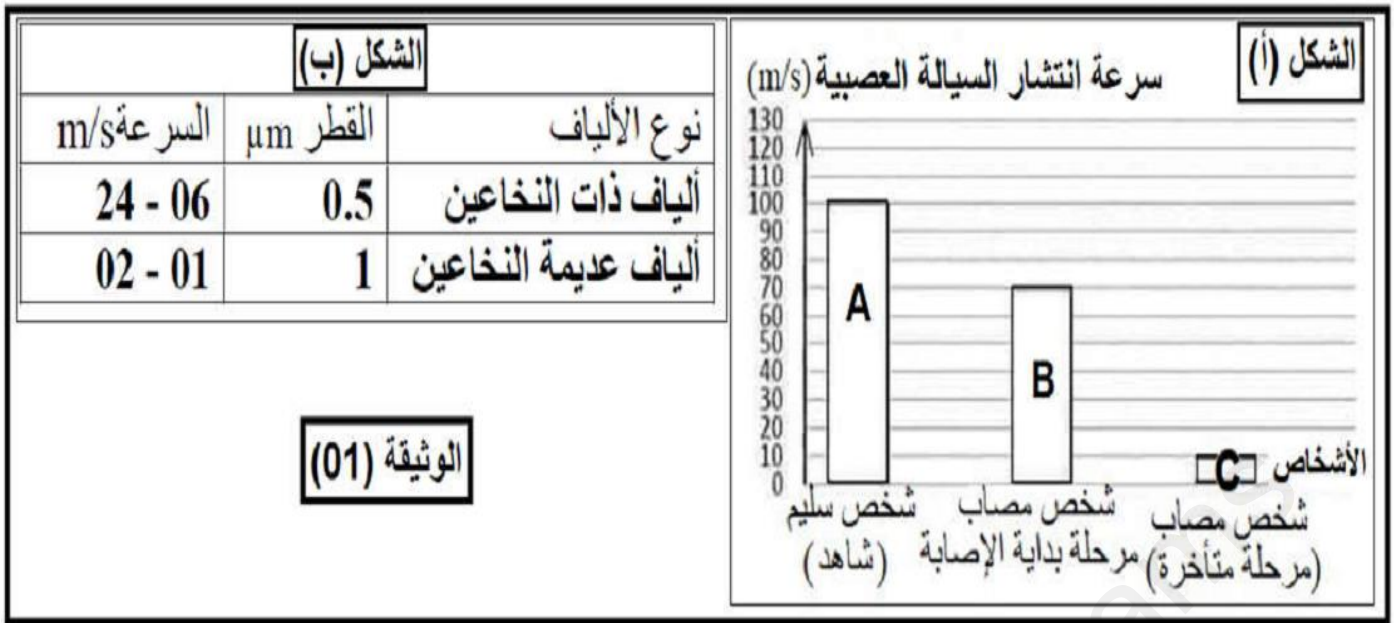 الشكل (أ)
سرعة انتشار السيالة العصبية (m/s)
130
120
110
100
90
80
70
60
50
40
30
20
10
0
A
B
C
الأشخاص
شخص سليم
(شاهد)
شخص مصاب
مرحلة بداية الإصابة
شخص مصاب
(مرحلة متأخرة)
الشكل (ب)
نوع الألياف القطر µm السرعة m/s
ألياف ذات النخاعين 0.5 24 - 06
ألياف عديمة النخاعين 1 02 - 01
الوثيقة (01)